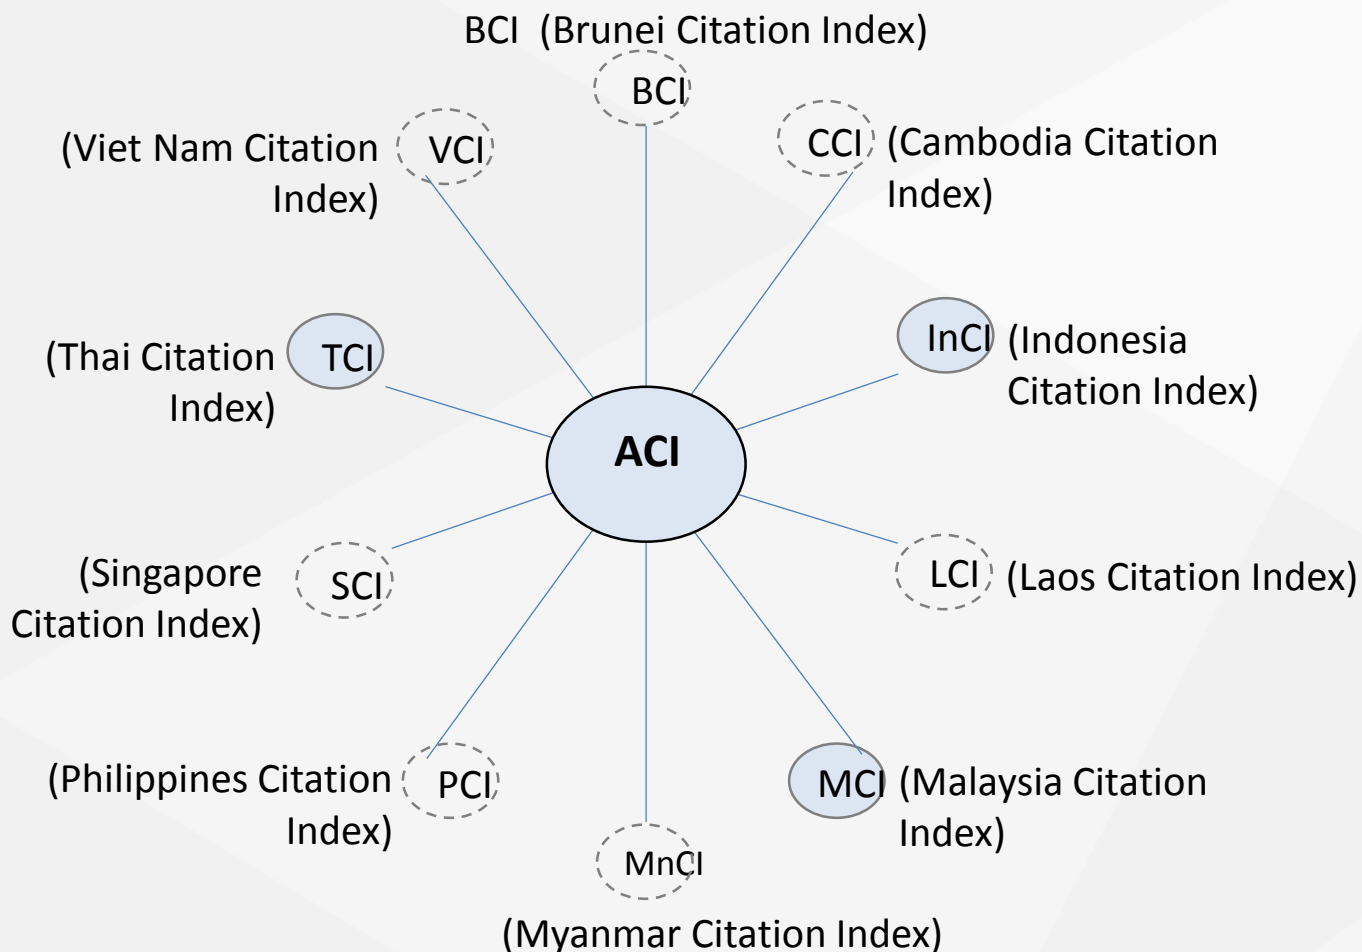 BCI (Brunei Citation Index)
BCI
(Viet Nam Citation
Index)
VCI
CCI
(Cambodia Citation
Index)
(Thai Citation
Index)
TCI
InCI
(Indonesia
Citation Index)
ACI
(Singapore
Citation Index)
SCI
LCI
(Laos Citation Index)
(Philippines Citation
Index)
PCI
MCI
(Malaysia Citation
Index)
MnCI
(Myanmar Citation Index)